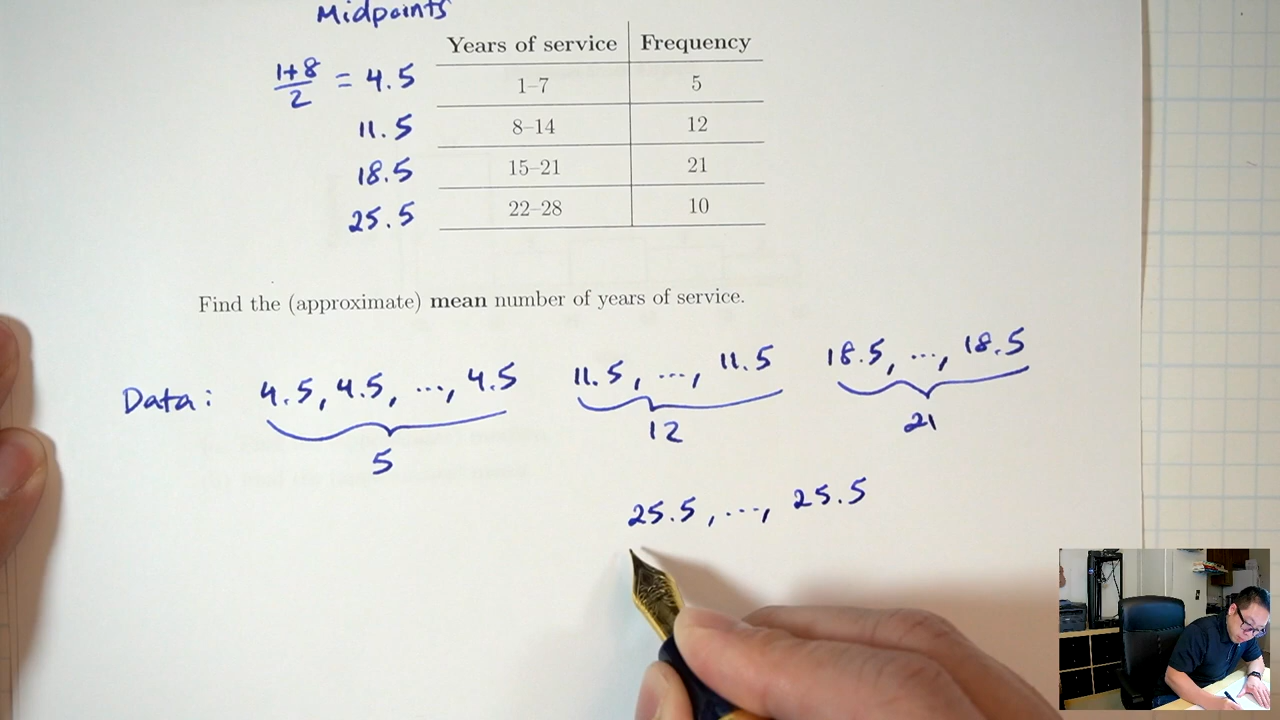 Midpoints
Years of service Frequency
1+8/2 = 4.5 1–7 5
11.5 8–14 12
18.5 15–21 21
25.5 22–28 10
Find the (approximate) mean number of years of service.
Data: 4.5, 4.5, ..., 4.5 11.5, ..., 11.5 18.5, ..., 18.5
5 12 21
25.5, ..., 25.5